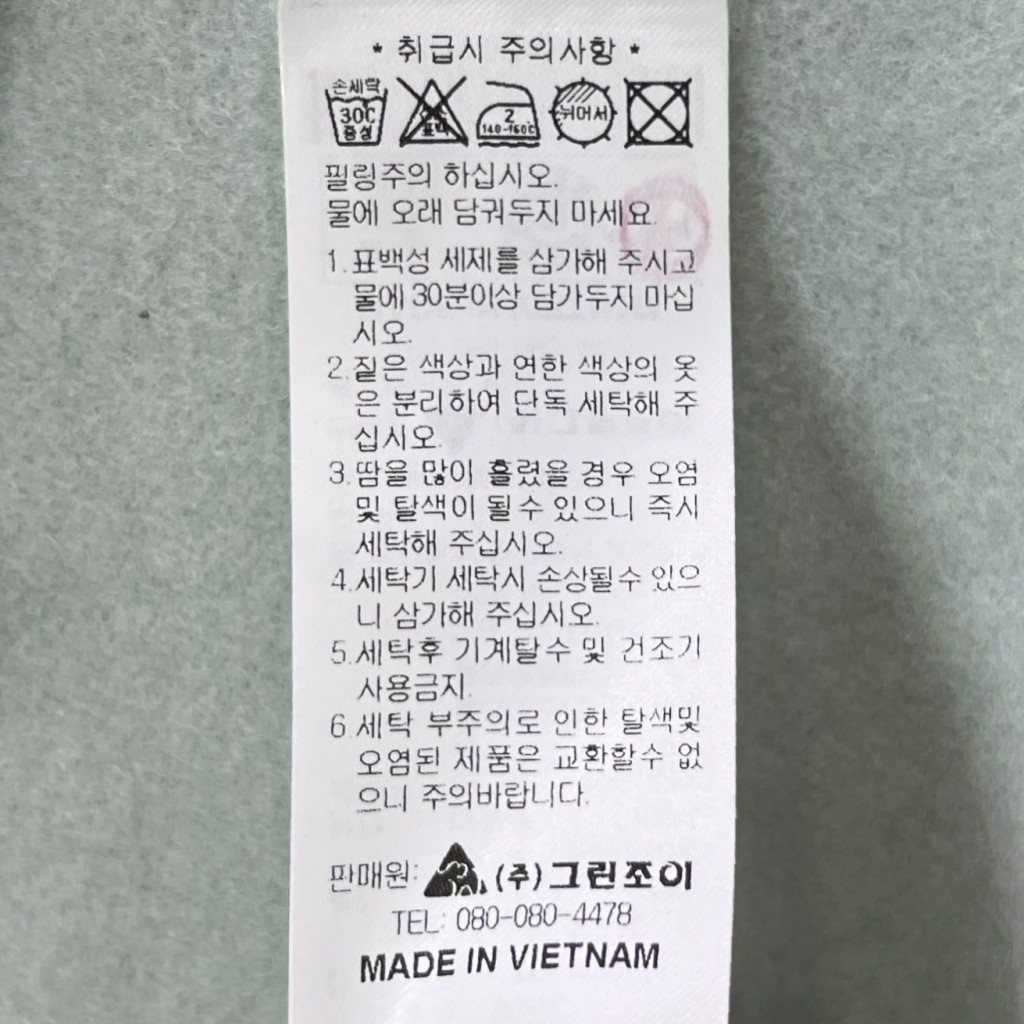 * 취급시 주의사항 *
손세탁
30C
중성
표백
2
140-160℃
뉘어서
필링주의 하십시오.
물에 오래 담궈두지 마세요.
1.표백성 세제를 삼가해 주시고
물에 30분이상 담가두지 마십
시오.
2.짙은 색상과 연한 색상의 옷
은 분리하여 단독 세탁해 주
십시오.
3.땀을 많이 흘렸을 경우 오염
및 탈색이 될수 있으니 즉시
세탁해 주십시오.
4.세탁기 세탁시 손상될수 있으
니 삼가해 주십시오.
5.세탁후 기계탈수 및 건조기
사용금지.
6.세탁 부주의로 인한 탈색및
오염된 제품은 교환할수 없
으니 주의바랍니다.
판매원: (주)그린조이
TEL: 080-080-4478
MADE IN VIETNAM